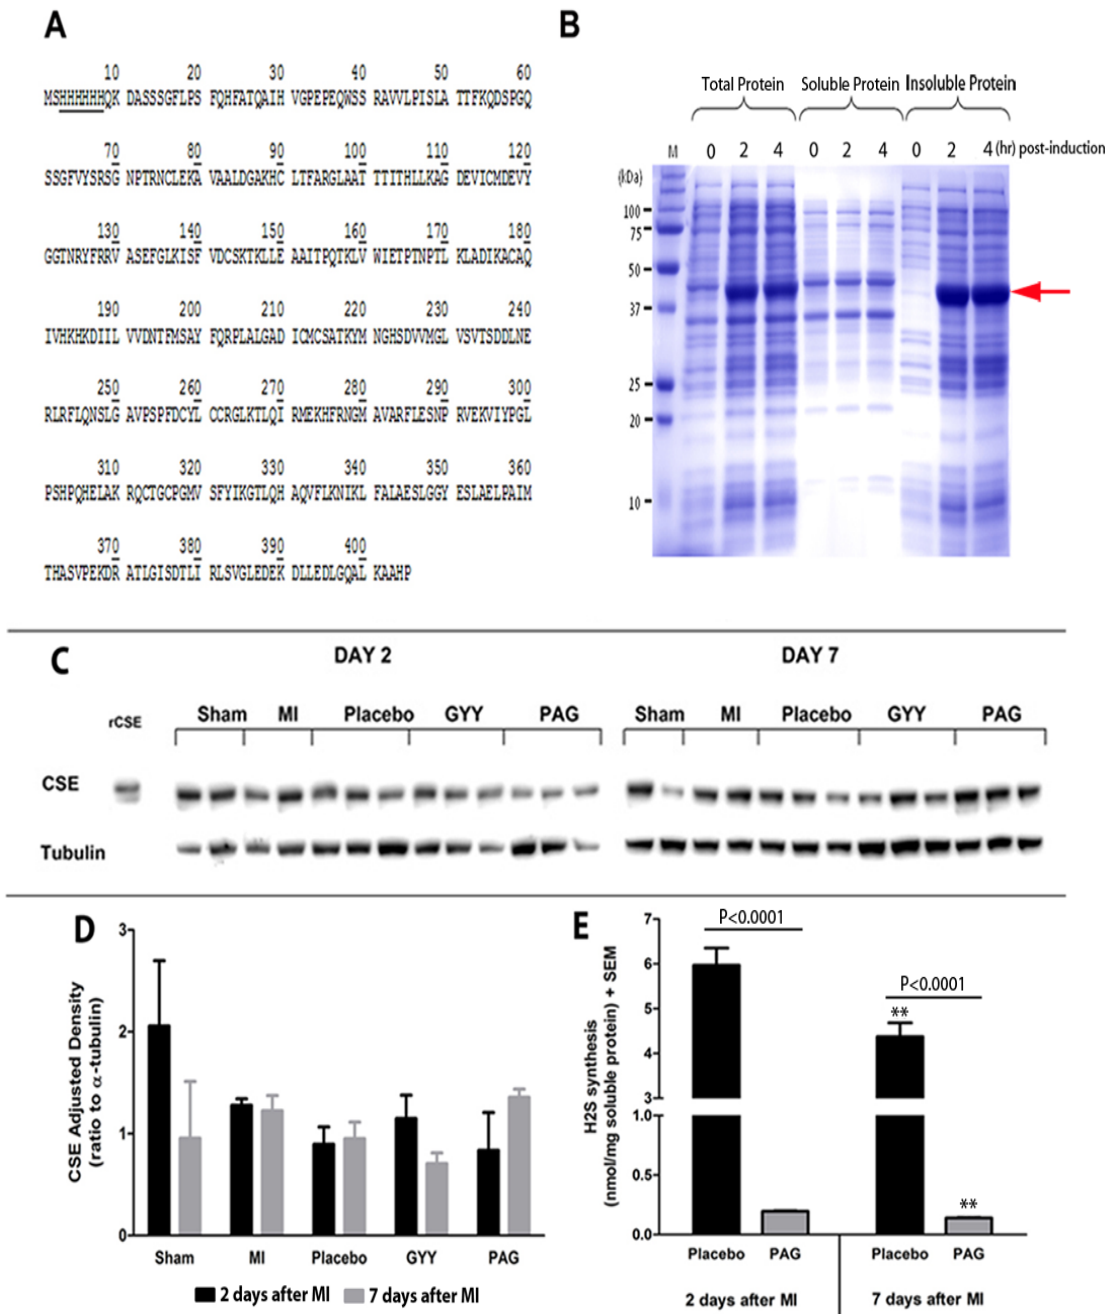 A
10 20 30 40 50 60
MSHHHHHHQK DASSSGFLPS FQHFATQAIH VGPEPEQWSS RAVVLPISLA TTFKQDSPGQ
70 80 90 100 110 120
SSGFVYSRSG NPTRNCLEKA VAALDGAKHC LTFARGLAAT TTITHLLKAG DEVICMDEVY
130 140 150 160 170 180
GGTNRYFRRV ASEFGLKISF VDCSKTKLLE AAITPQTKLV WIETPTNPTL KLADIKACAQ
190 200 210 220 230 240
IVHKHKDIIL VVDNTFMSAY FQRPLALGAD ICMCSATKYM NGHSDVVMGL VSVTSDDLNE
250 260 270 280 290 300
RLRFLQNSLG AVPSPFDCYL CCRGLKTLQI RMEKHFRNGM AVARFLESNP RVEKVIYPGL
310 320 330 340 350 360
PSHPQHELAK RQCTGCPGMV SFYIKGTLQH AQVFLKNIKL FALAESLGGY ESLAELPAIM
370 380 390 400
THASVPEKDR ATLGISDTLI RLSVGLEDEK DLLEDLGQAL KAAHP
B
Total Protein Soluble Protein Insoluble Protein
M 0 2 4 0 2 4 0 2 4 (hr) post-induction
(kDa)
100
75
50
37
25
20
10
C
DAY 2 DAY 7
rCSE Sham MI Placebo GYY PAG Sham MI Placebo GYY PAG
CSE
Tubulin
D
CSE Adjusted Density
(ratio to α-tubulin)
3
2
1
0
Sham MI Placebo GYY PAG
2 days after MI 7 days after MI
E
H2S synthesis
(nmol/mg soluble protein) + SEM
7
6
5
4
3
1.0
0.5
0.0
P<0.0001
P<0.0001
**
**
Placebo PAG Placebo PAG
2 days after MI 7 days after MI